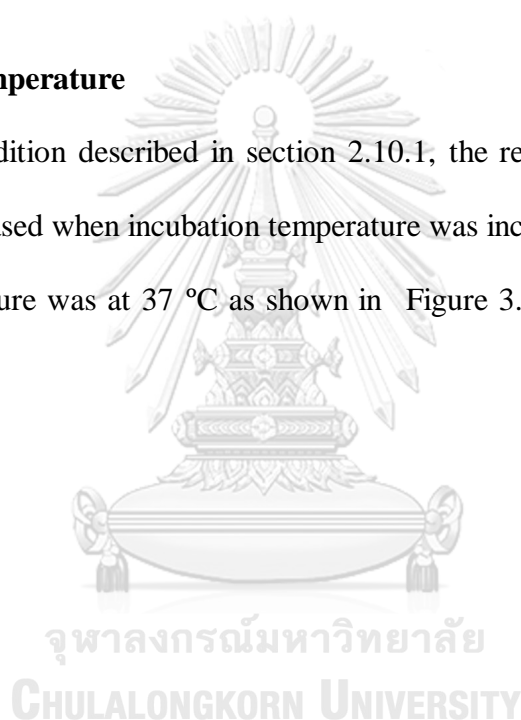 mperature
dition described in section 2.10.1, the re
ised when incubation temperature was inc
ure was at 37 ºC as shown in Figure 3.
จุฬาลงกรณ์มหาวิทยาลัย
CHULALONGKORN UNIVERSITY